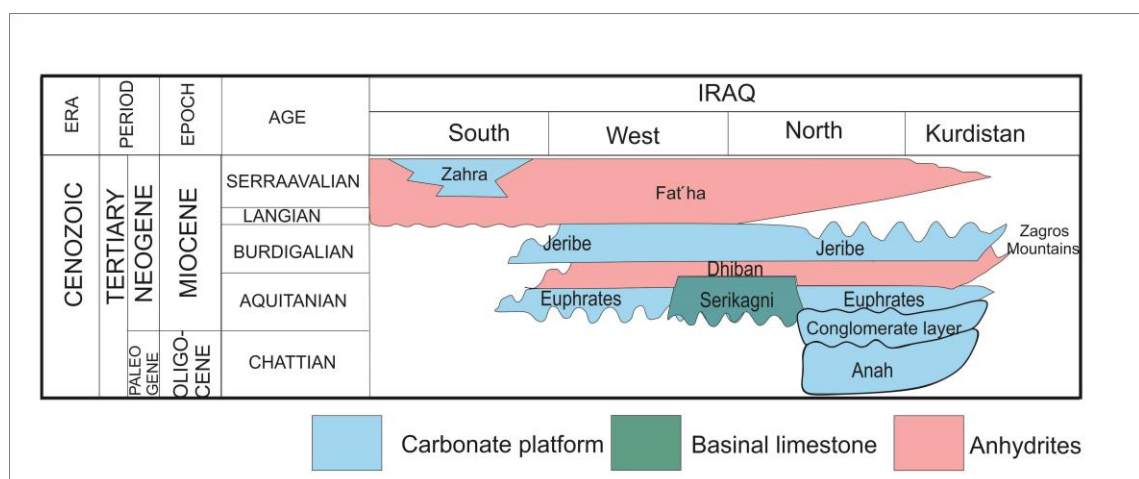 ERA
PERIOD
EPOCH
AGE
IRAQ
South
West
North
Kurdistan
CENOZOIC
TERTIARY
NEOGENE
PALEO
GENE
MIOCENE
OLIGO-
CENE
SERRAAVALIAN
LANGIAN
BURDIGALIAN
AQUITANIAN
CHATTIAN
Zahra
Fat´ha
Jeribe
Jeribe
Zagros
Mountains
Dhiban
Euphrates
Serikagni
Euphrates
Conglomerate layer
Anah
Carbonate platform
Basinal limestone
Anhydrites